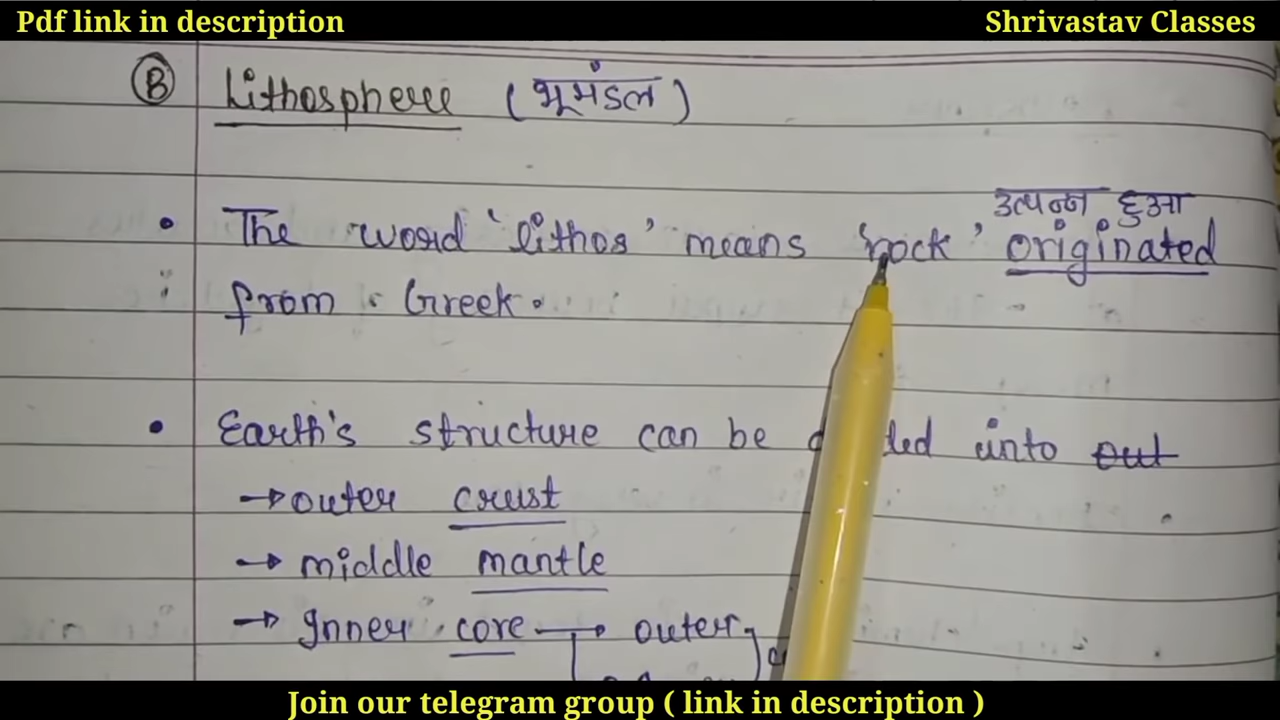 Pdf link in description
Shrivastav Classes
B Lithosphere (भूमंडल)
उत्पन्न हुआ
• The word 'lithos' means 'rock' originated
from Greek.
• Earth's structure can be into out
→ outer crust
→ middle mantle
→ Inner core → outer
Join our telegram group ( link in description )